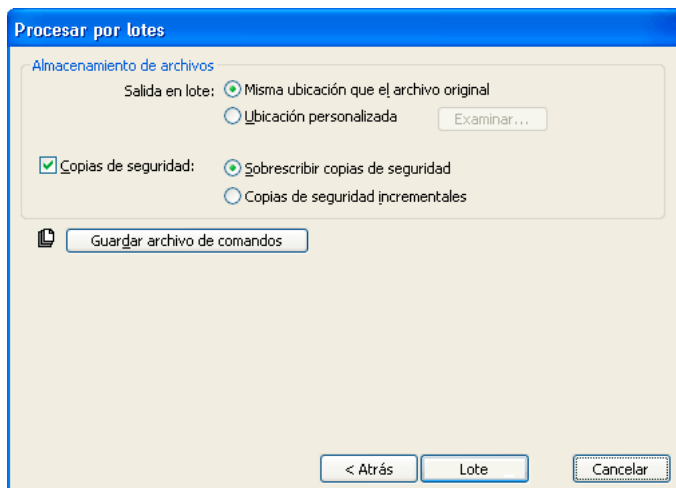 Procesar por lotes
Almacenamiento de archivos
Salida en lote: Misma ubicación que el archivo original
Ubicación personalizada Examinar...
Copias de seguridad: Sobrescribir copias de seguridad
Copias de seguridad incrementales
Guardar archivo de comandos
< Atrás Lote Cancelar